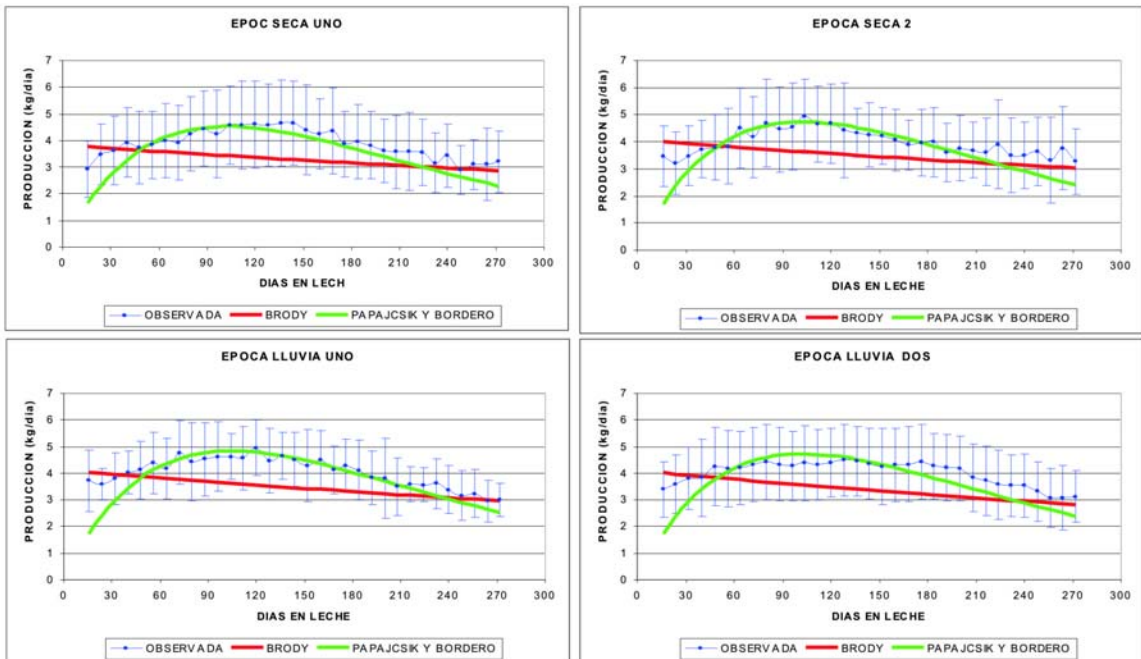 EPOC SECA UNO
PRODUCCION (kg/dia)
7
6
5
4
3
2
1
0
0 30 60 90 120 150 180 210 240 270 300
DIAS EN LECH
OBSERVADA BRODY PAPAJCSIK Y BORDERO
EPOCA SECA 2
PRODUCCION (kg/dia)
7
6
5
4
3
2
1
0
0 30 60 90 120 150 180 210 240 270 300
DIAS EN LECHE
OBSERVADA BRODY PAPAJCSIK Y BORDERO
EPOCA LLUVIA UNO
PRODUCCION (kg/dia)
7
6
5
4
3
2
1
0
0 30 60 90 120 150 180 210 240 270 300
DIAS EN LECHE
OBSERVADA BRODY PAPAJCSIK Y BORDERO
EPOCA LLUVIA DOS
PRODUCCION (kg/dia)
7
6
5
4
3
2
1
0
0 30 60 90 120 150 180 210 240 270 300
DIAS EN LECHE
OBSERVADA BRODY PAPAJCSIK Y BORDERO